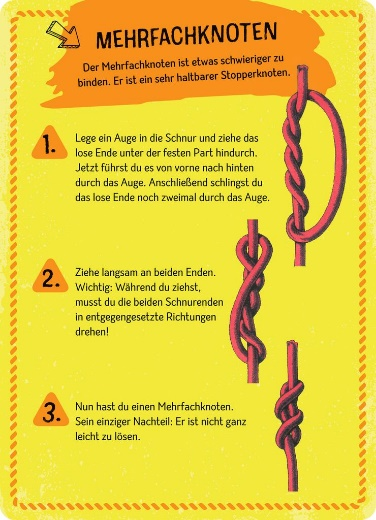 MEHRFACHKNOTEN
Der Mehrfachknoten ist etwas schwieriger zu
binden. Er ist ein sehr haltbarer Stopperknoten.
1.
Lege ein Auge in die Schnur und ziehe das
lose Ende unter der festen Part hindurch.
Jetzt führst du es von vorne nach hinten
durch das Auge. Anschließend schlingst du
das lose Ende noch zweimal durch das Auge.
2.
Ziehe langsam an beiden Enden.
Wichtig: Während du ziehst,
musst du die beiden Schnurenden
in entgegengesetzte Richtungen
drehen!
3.
Nun hast du einen Mehrfachknoten.
Sein einziger Nachteil: Er ist nicht ganz
leicht zu lösen.